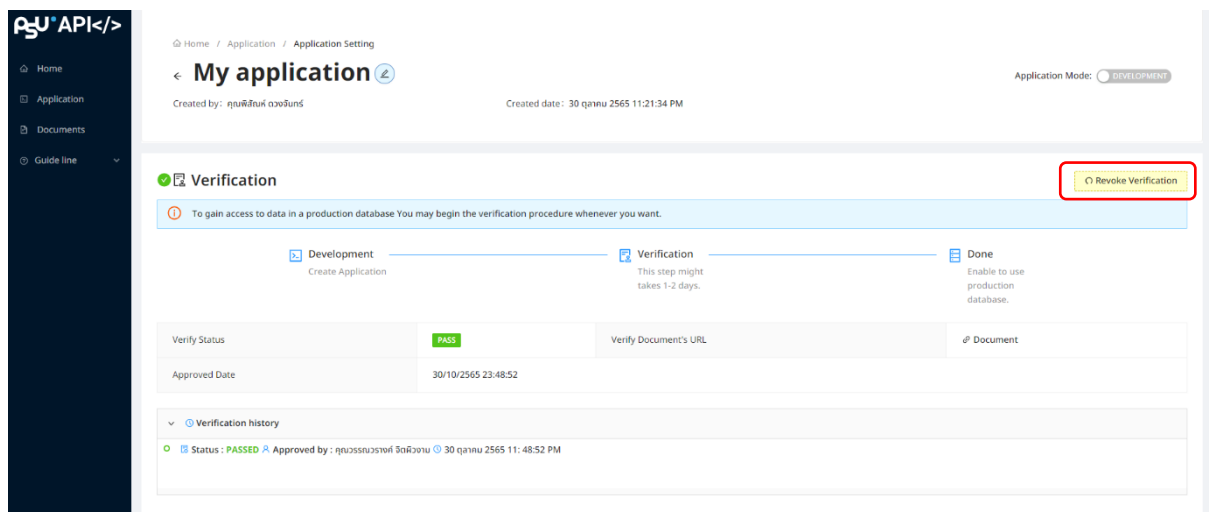 PSU API</>
Home
Application
Documents
Guide line
Home / Application / Application Setting
My application
Application Mode: DEVELOPMENT
Created by: คุณพิสัณห์ ดวงจันทร์ Created date: 30 ตุลาคม 2565 11:21:34 PM
Verification
Revoke Verification
To gain access to data in a production database You may begin the verification procedure whenever you want.
Development
Create Application
Verification
This step might
takes 1-2 days.
Done
Enable to use
production
database.
Verify Status PASS Verify Document's URL Document
Approved Date 30/10/2565 23:48:52
Verification history
Status : PASSED Approved by : คุณวรรณวรางค์ จิตผิวงาม 30 ตุลาคม 2565 11: 48:52 PM